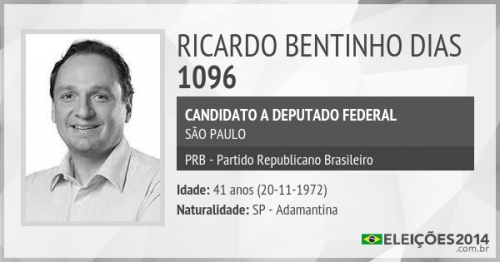 RICARDO BENTINHO DIAS
1096
CANDIDATO A DEPUTADO FEDERAL
SÃO PAULO
PRB - Partido Republicano Brasileiro
Idade: 41 anos (20-11-1972)
Naturalidade: SP - Adamantina
ELEIÇÕES2014
.com.br